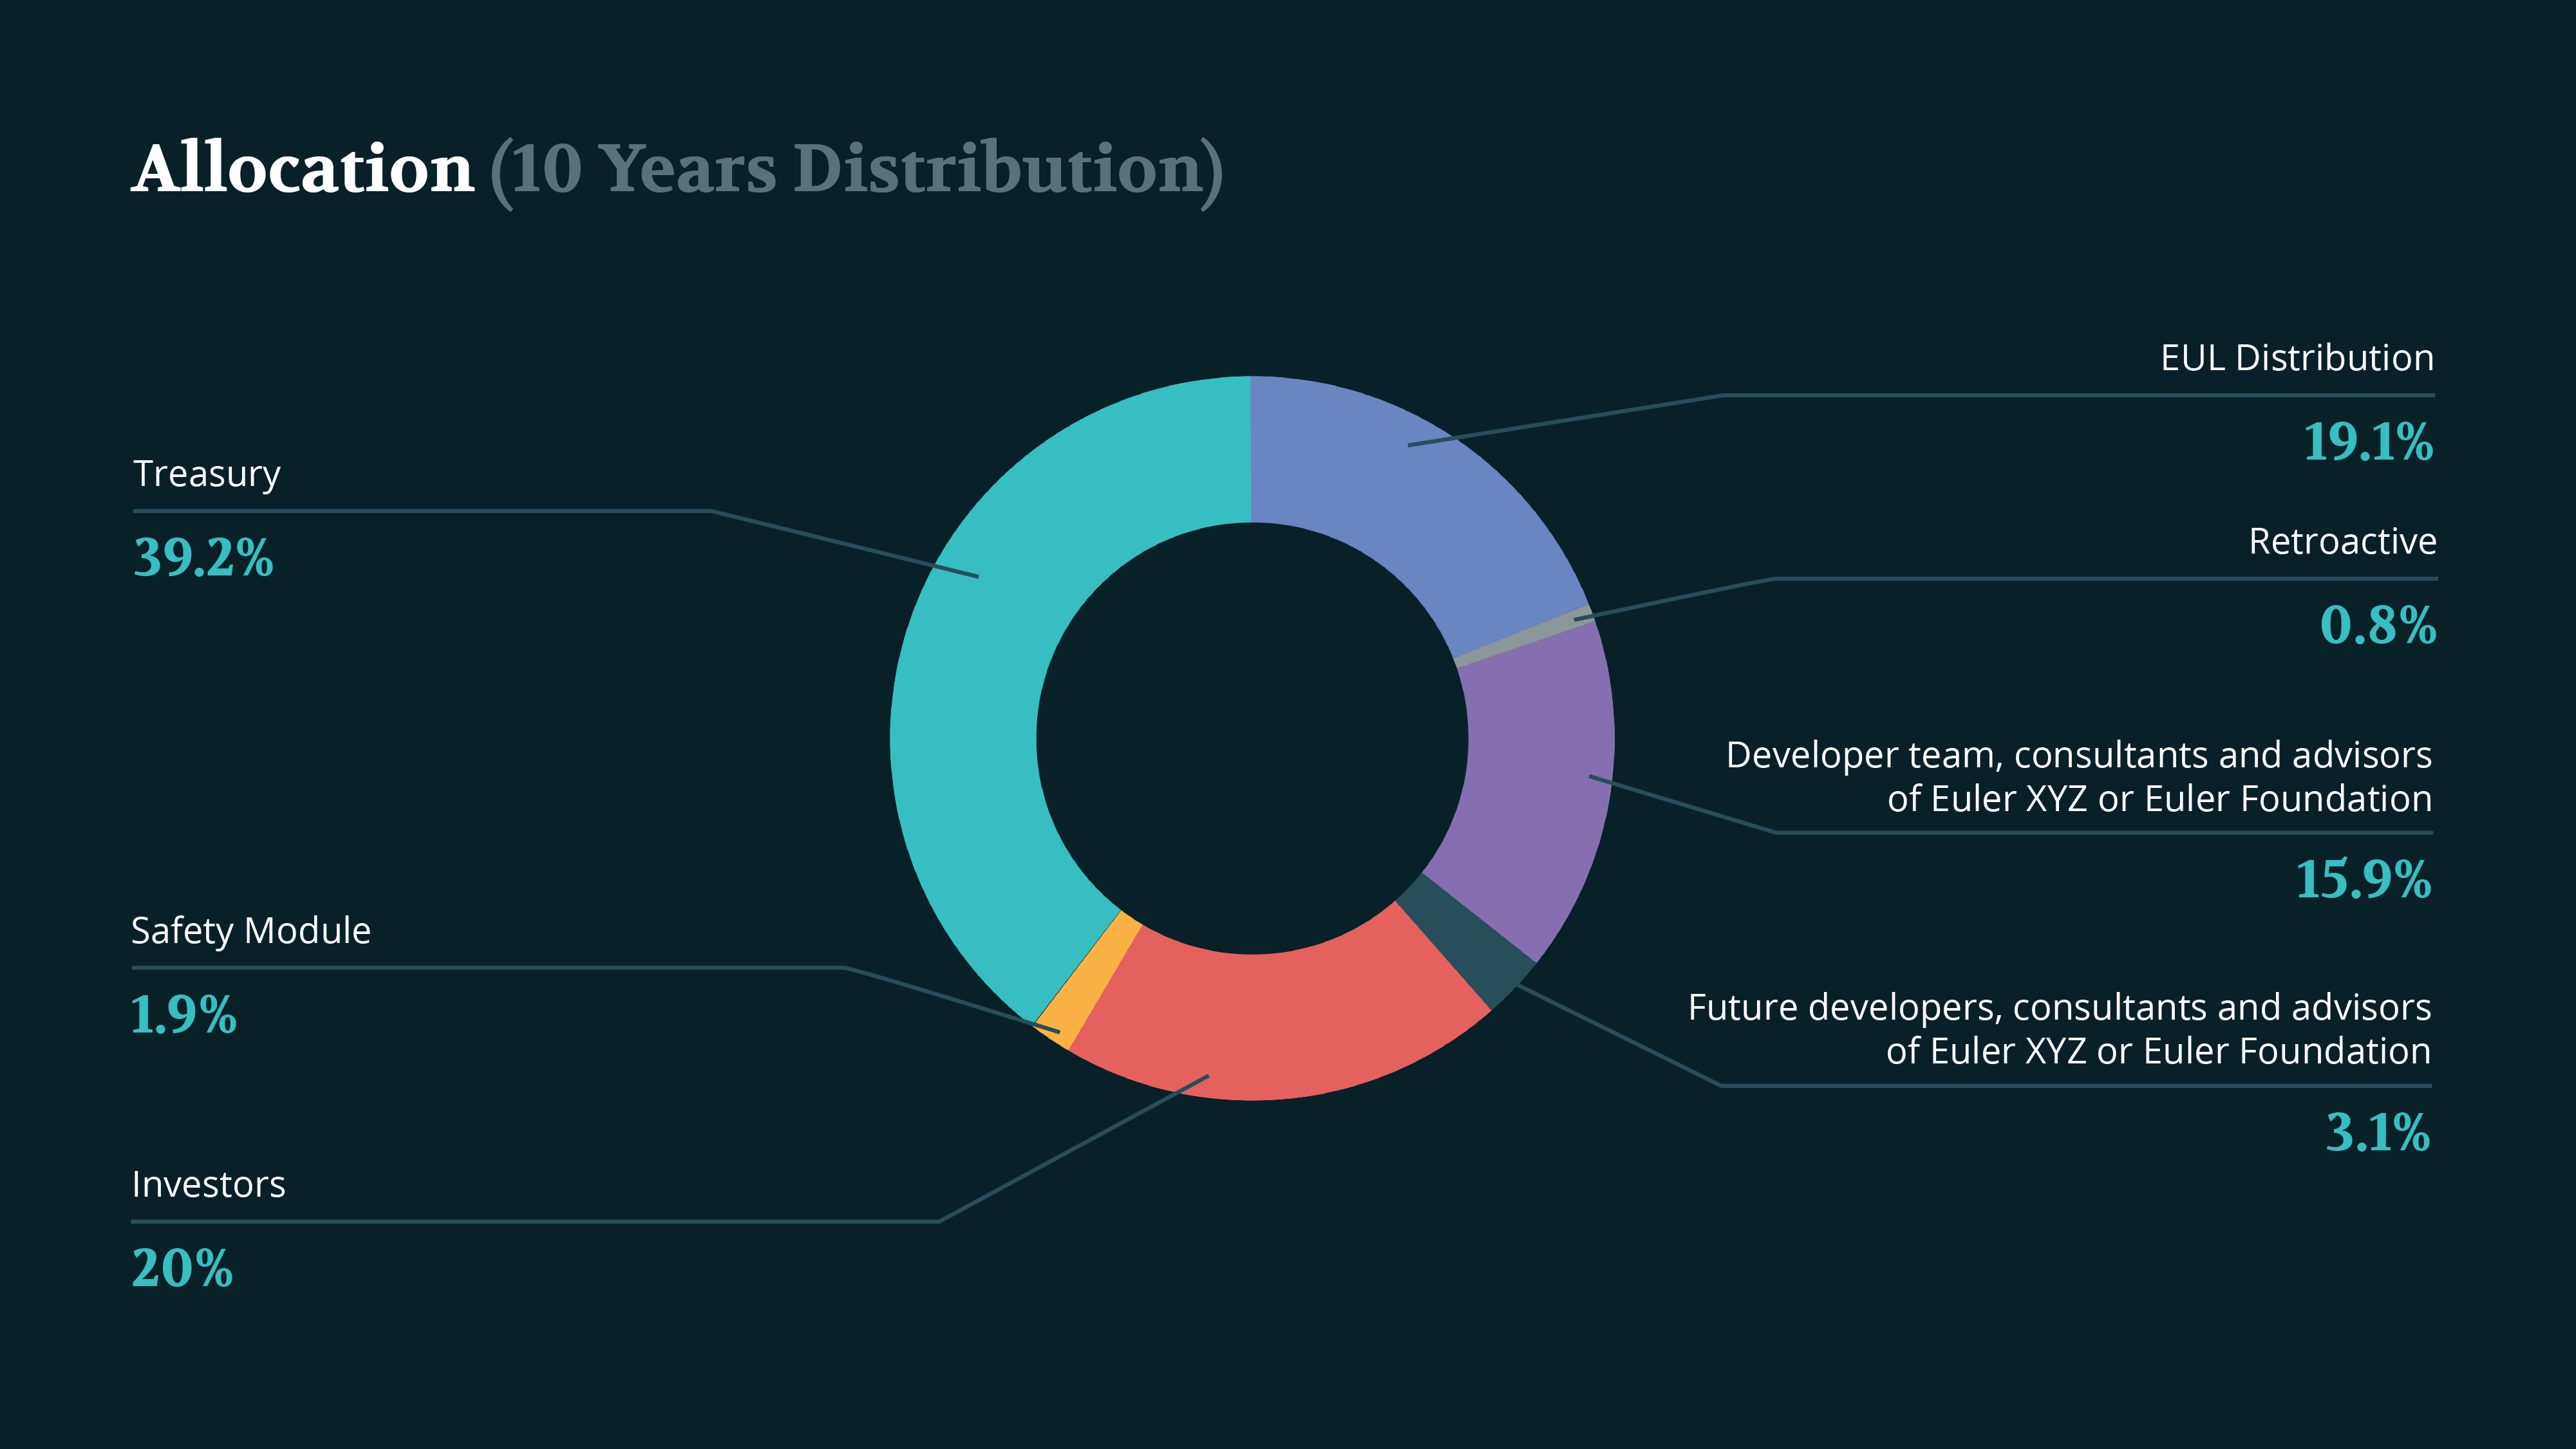 Allocation (10 Years Distribution)
EUL Distribution
19.1%
Treasury
39.2%
Retroactive
0.8%
Developer team, consultants and advisors
of Euler XYZ or Euler Foundation
15.9%
Safety Module
1.9%
Future developers, consultants and advisors
of Euler XYZ or Euler Foundation
3.1%
Investors
20%